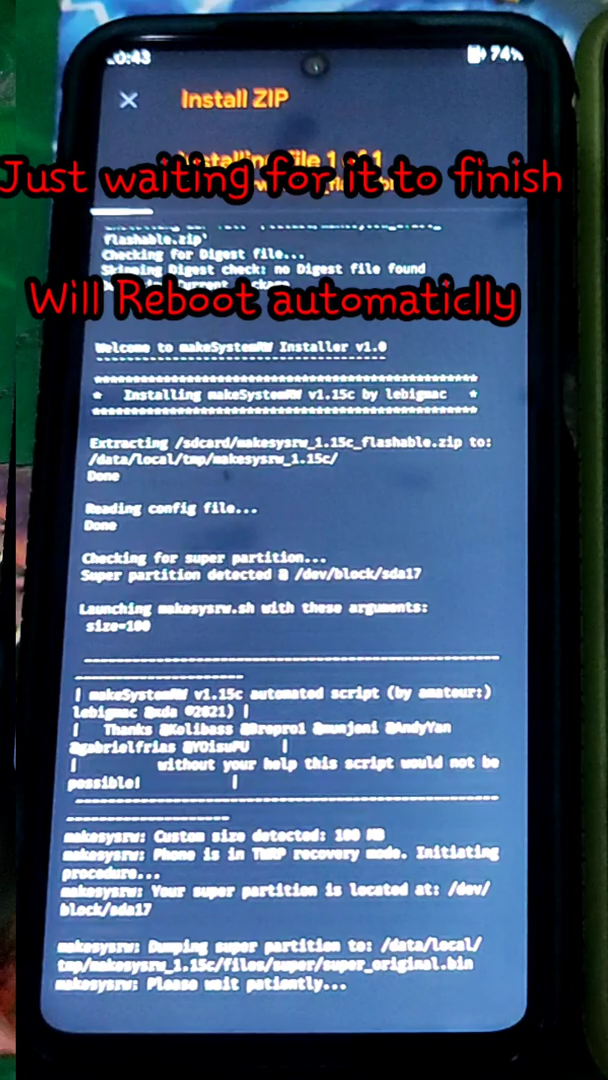 20:43 74%
Install ZIP
Installing file 1 of 1
Just waiting for it to finish
flashable.zip'
Checking for Digest file...
Skipping Digest check: no Digest file found
Will Reboot automaticlly
Welcome to makeSystemRW Installer v1.0
* Installing makeSystemRW v1.15c by lebigmac *
Extracting /sdcard/makesysrw_1.15c_flashable.zip to:
/data/local/tmp/makesysrw_1.15c/
Done
Reading config file...
Done
Checking for super partition...
Super partition detected @ /dev/block/sda17
Launching makesysrw.sh with these arguments:
size=100
| makeSystemRW v1.15c automated script (by amateur:)
lebigmac @xda ©2021) |
| Thanks @Kolibass @Brepro1 @munjeni @AndyYan
@gabrielfrias @YOisuPU |
| without your help this script would not be
possible! |
makesysrw: Custom size detected: 100 MB
makesysrw: Phone is in TWRP recovery mode. Initiating
procedure...
makesysrw: Your super partition is located at: /dev/
block/sda17
makesysrw: Dumping super partition to: /data/local/
tmp/makesysrw_1.15c/files/super/super_original.bin
makesysrw: Please wait patiently...